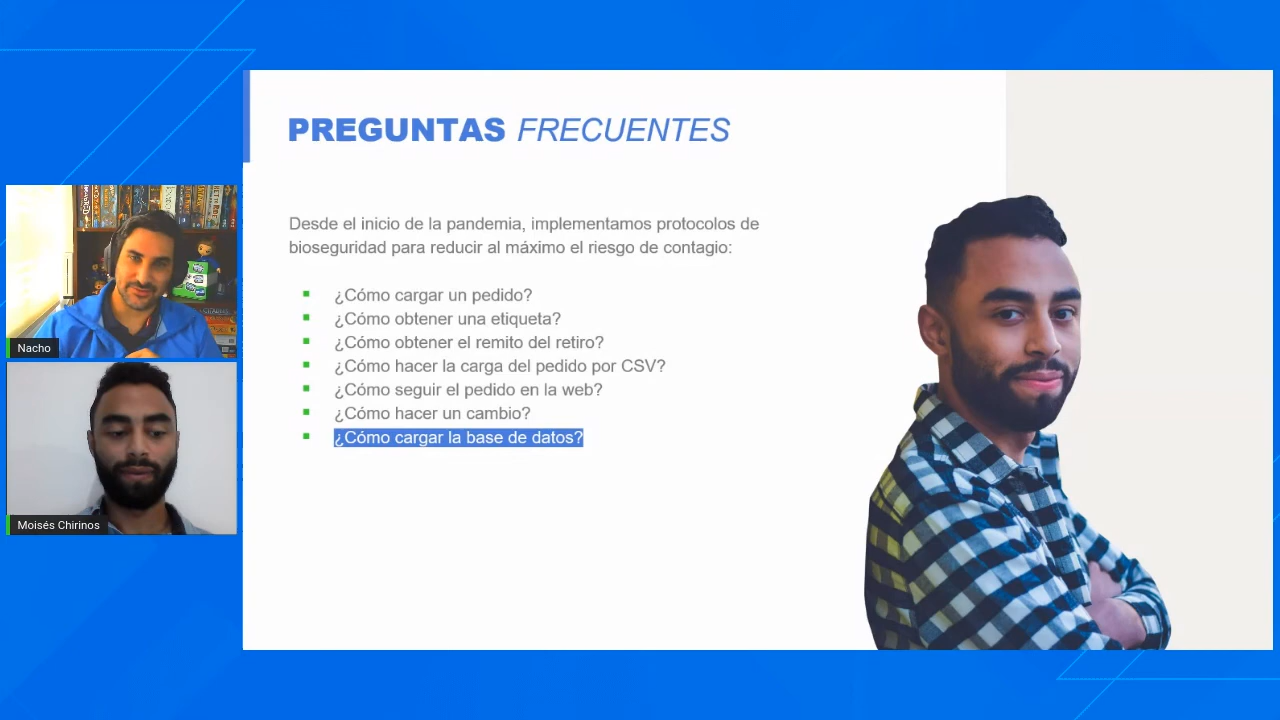 PREGUNTAS FRECUENTES
Desde el inicio de la pandemia, implementamos protocolos de
bioseguridad para reducir al máximo el riesgo de contagio:
¿Cómo cargar un pedido?
¿Cómo obtener una etiqueta?
¿Cómo obtener el remito del retiro?
¿Cómo hacer la carga del pedido por CSV?
¿Cómo seguir el pedido en la web?
¿Cómo hacer un cambio?
¿Cómo cargar la base de datos?
Nacho
Moisés Chirinos